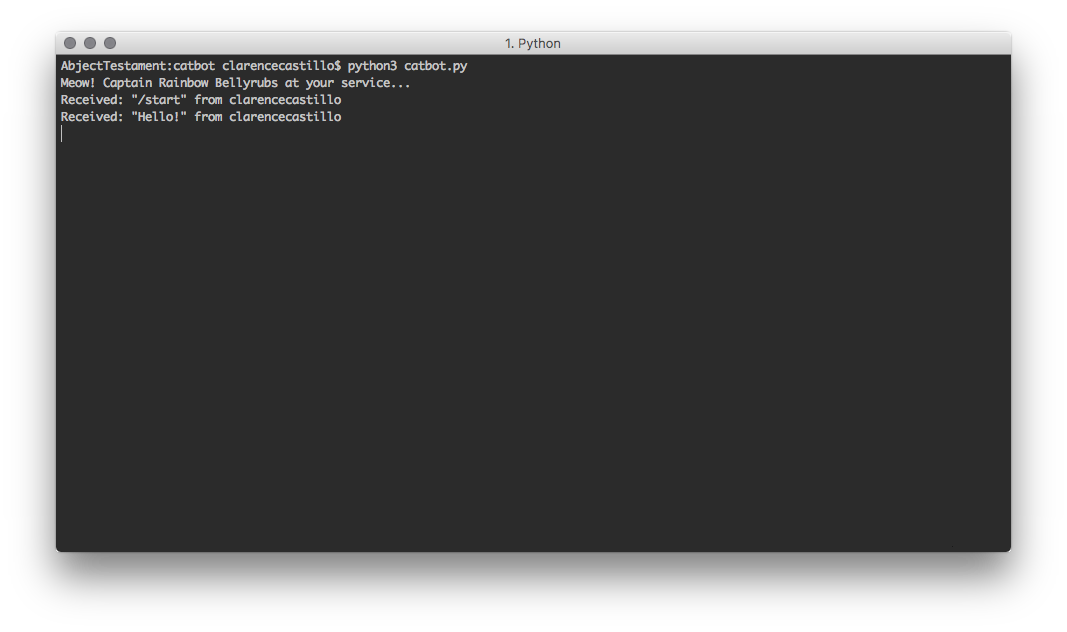 1. Python
AbjectTestament:catbot clarencecastillo$ python3 catbot.py
Meow! Captain Rainbow Bellyrubs at your service...
Received: "/start" from clarencecastillo
Received: "Hello!" from clarencecastillo